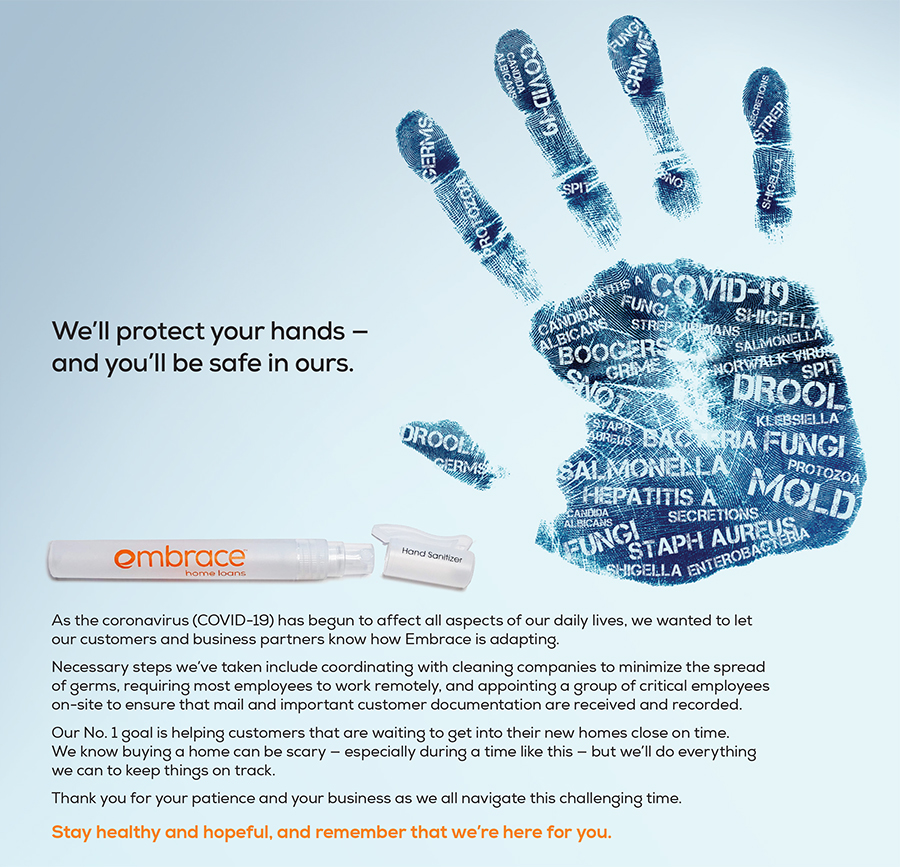 FUNGI
GRIME
COVID-19
CANDIDA
ALBICANS
SECRETIONS
STREP
GERMS
SPIT
SNO
SHIGELLA
PROTOZOA
HEPATITIS A
COVID-19
FUNGI
CANDIDA
ALBICANS
STREP VIRIDIANS
SHIGELLA
SALMONELLA
BOOGERS
GRIME
NORWALK VIRUS
SPIT
SNOT
DROOL
We'll protect your hands –
and you'll be safe in ours.
KLEBSIELLA
STAPH
AUREUS
BACTERIA
FUNGI
DROOL
GERMS
SALMONELLA
PROTOZOA
HEPATITIS A
MOLD
CANDIDA
ALBICANS
SECRETIONS
FUNGI
STAPH AUREUS
SHIGELLA
ENTEROBACTERIA
embrace™
home loans
Hand Sanitizer
As the coronavirus (COVID-19) has begun to affect all aspects of our daily lives, we wanted to let
our customers and business partners know how Embrace is adapting.
Necessary steps we've taken include coordinating with cleaning companies to minimize the spread
of germs, requiring most employees to work remotely, and appointing a group of critical employees
on-site to ensure that mail and important customer documentation are received and recorded.
Our No. 1 goal is helping customers that are waiting to get into their new homes close on time.
We know buying a home can be scary – especially during a time like this – but we'll do everything
we can to keep things on track.
Thank you for your patience and your business as we all navigate this challenging time.
Stay healthy and hopeful, and remember that we're here for you.